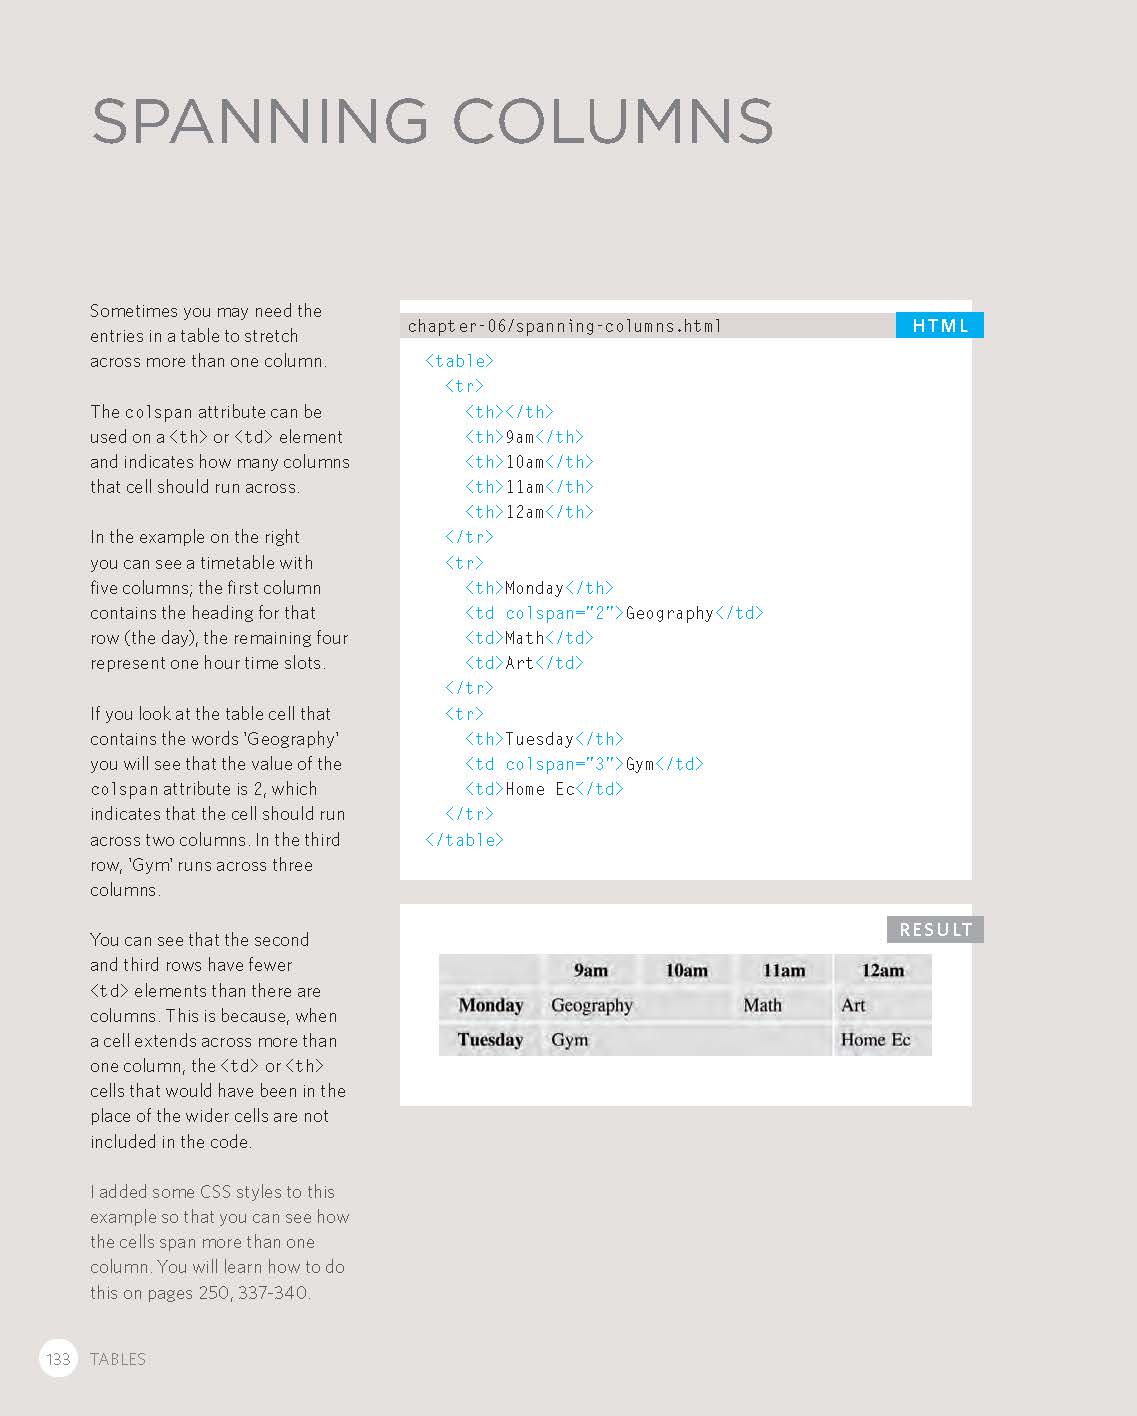 SPANNING COLUMNS
Sometimes you may need the
entries in a table to stretch
across more than one column.
The colspan attribute can be
used on a <th> or <td> element
and indicates how many columns
that cell should run across.
In the example on the right
you can see a timetable with
five columns; the first column
contains the heading for that
row (the day), the remaining four
represent one hour time slots.
If you look at the table cell that
contains the words 'Geography'
you will see that the value of the
colspan attribute is 2, which
indicates that the cell should run
across two columns. In the third
row, 'Gym' runs across three
columns.
You can see that the second
and third rows have fewer
<td> elements than there are
columns. This is because, when
a cell extends across more than
one column, the <td> or <th>
cells that would have been in the
place of the wider cells are not
included in the code.
I added some CSS styles to this
example so that you can see how
the cells span more than one
column. You will learn how to do
this on pages 250, 337-340.
chapter-06/spanning-columns.html HTML
<table>
<tr>
<th></th>
<th>9am</th>
<th>10am</th>
<th>11am</th>
<th>12am</th>
</tr>
<tr>
<th>Monday</th>
<td colspan="2">Geography</td>
<td>Math</td>
<td>Art</td>
</tr>
<tr>
<th>Tuesday</th>
<td colspan="3">Gym</td>
<td>Home Ec</td>
</tr>
</table>
RESULT
9am 10am 11am 12am
Monday Geography Math Art
Tuesday Gym Home Ec
133 TABLES